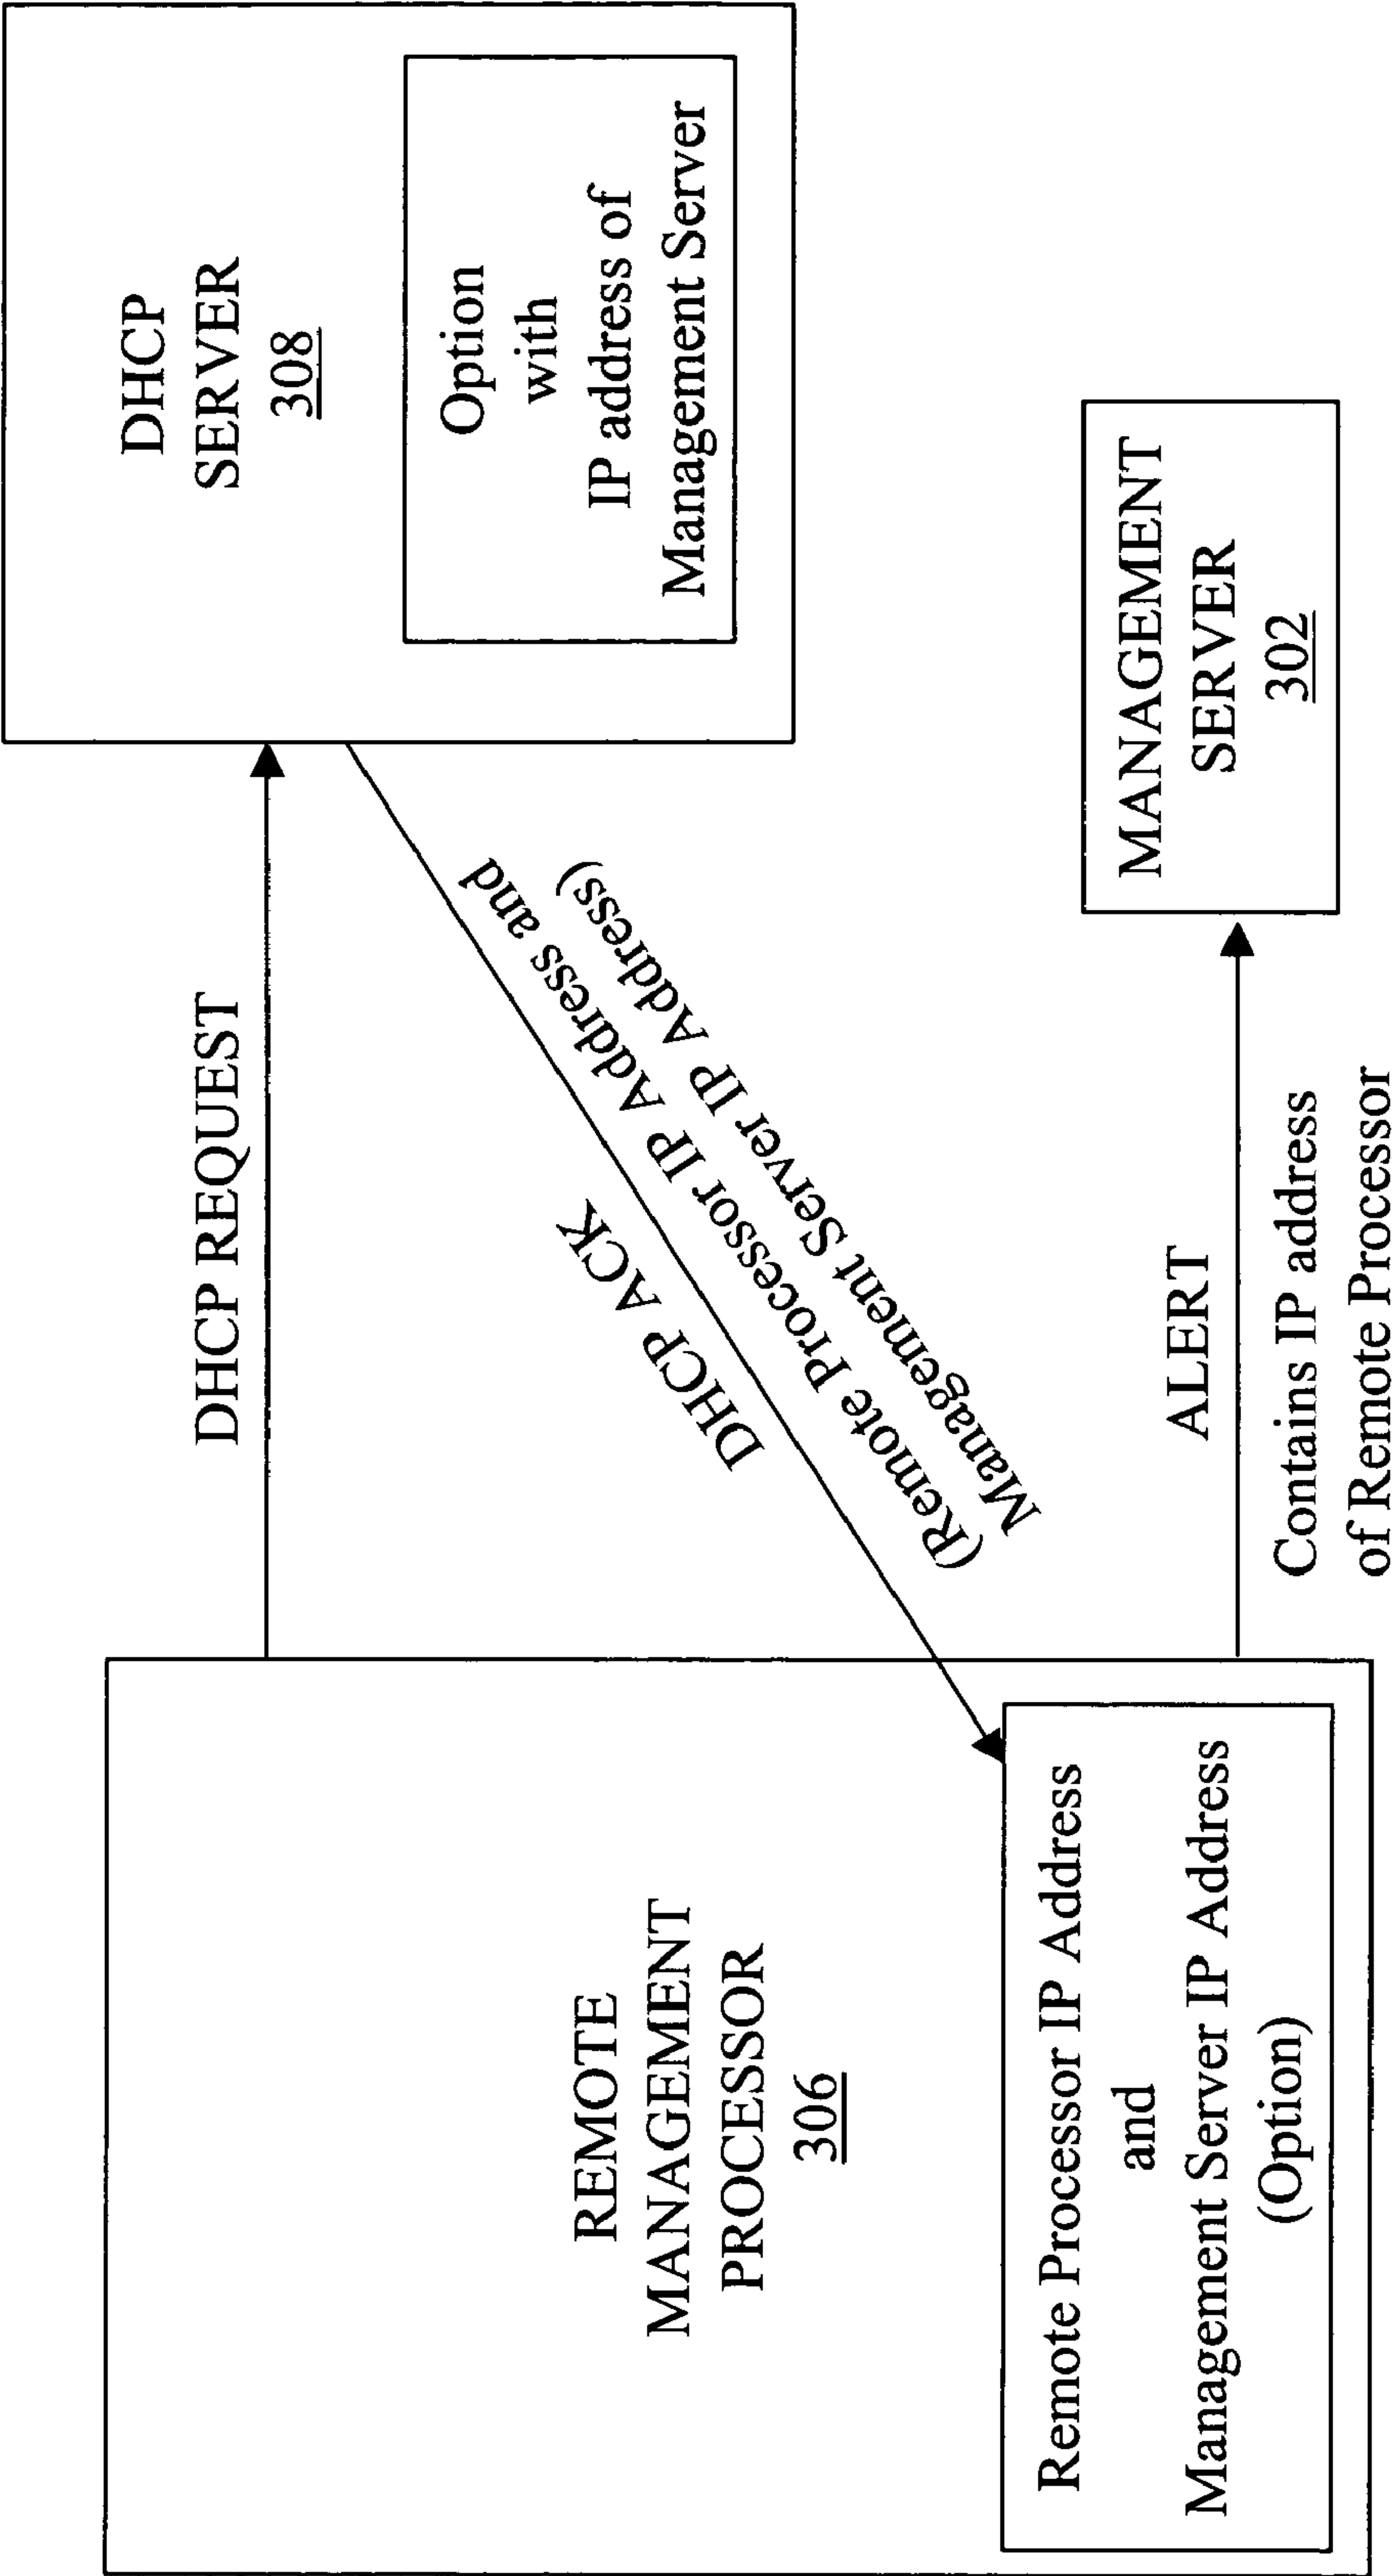 REMOTE
MANAGEMENT
PROCESSOR
306
Remote Processor IP Address
and
Management Server IP Address
(Option)
DHCP REQUEST
DHCP ACK
(Remote Processor IP Address and
Management Server IP Address)
ALERT
Contains IP address
of Remote Processor
DHCP
SERVER
308
Option
with
IP address of
Management Server
MANAGEMENT
SERVER
302